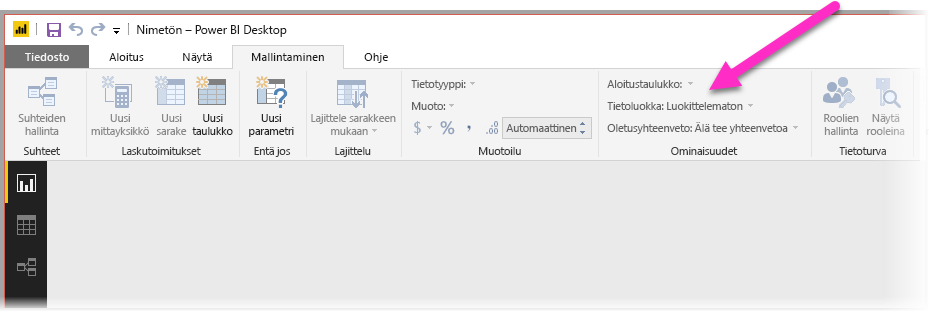 Nimetön – Power BI Desktop
Tiedosto Aloitus Näytä Mallintaminen Ohje
Suhteiden hallinta
Suhteet
Uusi mittayksikkö
Uusi sarake
Uusi taulukko
Laskutoimitukset
Uusi parametri
Entä jos
Lajittele sarakkeen mukaan
Lajittelu
Tietotyyppi:
Muoto:
$ % , .00 Automaattinen
Muotoilu
Aloitustaulukko:
Tietoluokka: Luokittelematon
Oletusyhteenveto: Älä tee yhteenvetoa
Ominaisuudet
Roolien hallinta
Näytä rooleina
Tietoturva